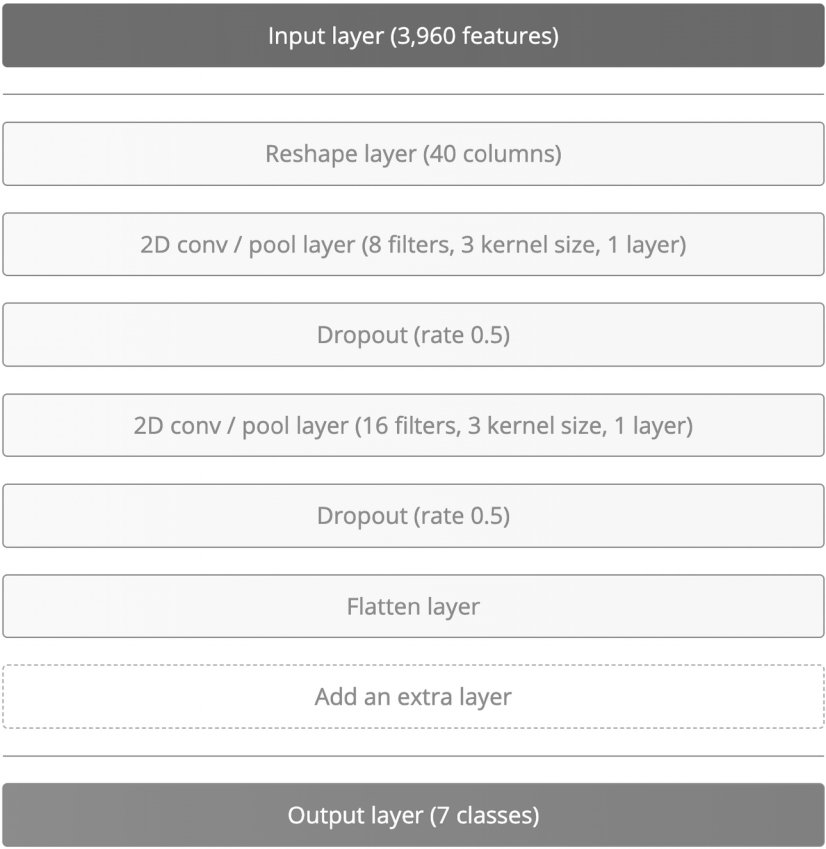 Input layer (3,960 features)
Reshape layer (40 columns)
2D conv / pool layer (8 filters, 3 kernel size, 1 layer)
Dropout (rate 0.5)
2D conv / pool layer (16 filters, 3 kernel size, 1 layer)
Dropout (rate 0.5)
Flatten layer
Add an extra layer
Output layer (7 classes)